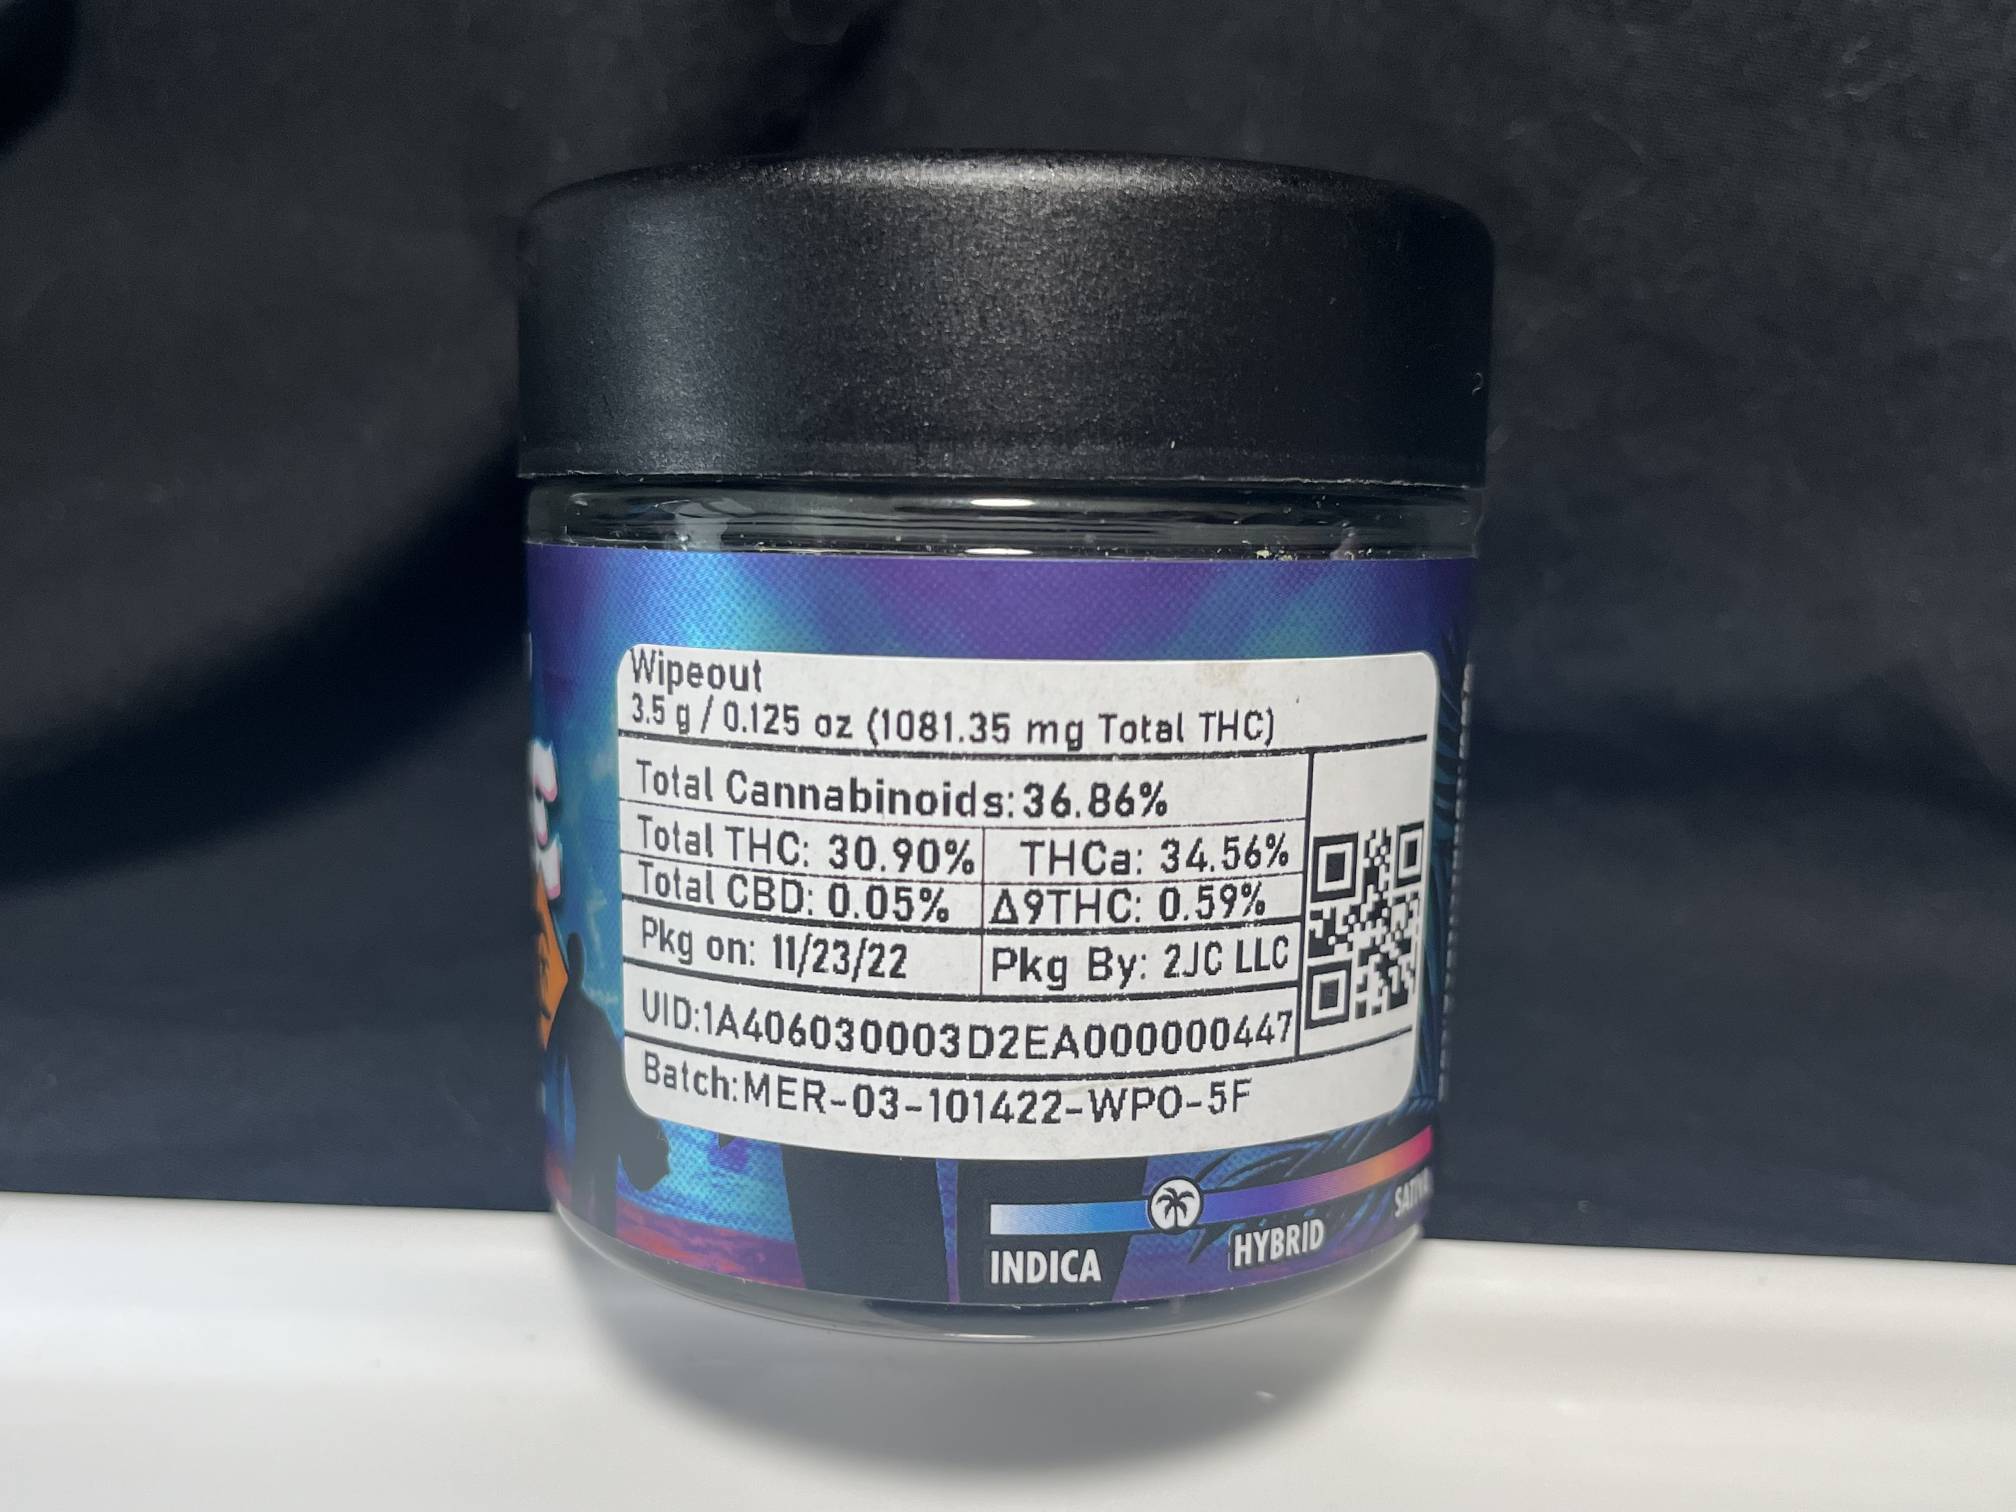 Wipeout
3.5 g / 0.125 oz (1081.35 mg Total THC)
Total Cannabinoids: 36.86%
Total THC: 30.90% THCa: 34.56%
Total CBD: 0.05% Δ9THC: 0.59%
Pkg on: 11/23/22 Pkg By: 2JC LLC
UID:1A406030003D2EA000000447
Batch:MER-03-101422-WPO-5F
INDICA HYBRID SATIVA